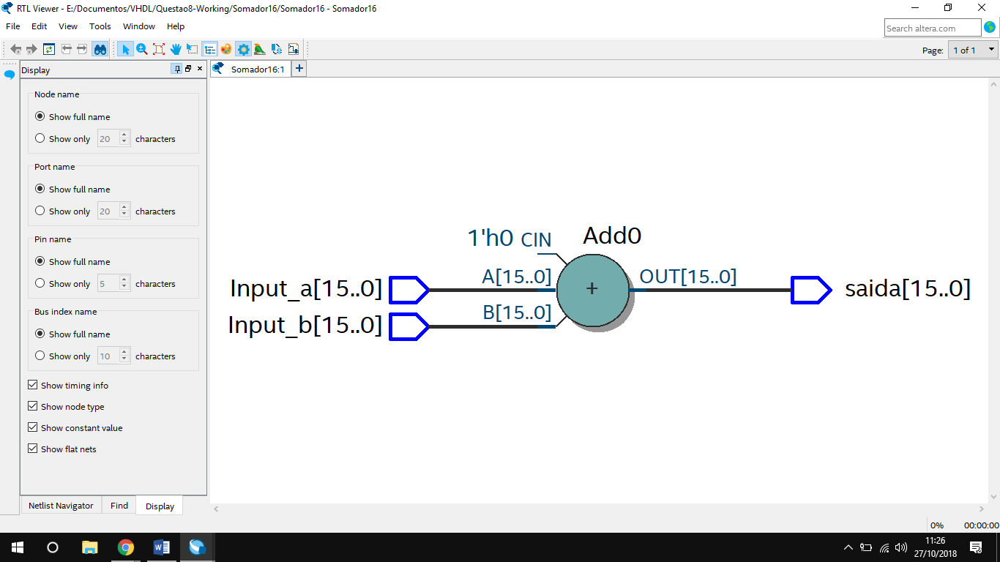 RTL Viewer - E:/Documentos/VHDL/Questao8-Working/Somador16/Somador16 - Somador16
File Edit View Tools Window Help
Search altera.com
Page: 1 of 1
Display
Somador16:1
Node name
Show full name
Show only 20 characters
Port name
Show full name
Show only 20 characters
Pin name
Show full name
Show only 5 characters
Bus index name
Show full name
Show only 10 characters
Show timing info
Show node type
Show constant value
Show flat nets
Netlist Navigator Find Display
1'h0 CIN
Add0
Input_a[15..0]
A[15..0]
OUT[15..0]
saida[15..0]
Input_b[15..0]
B[15..0]
+
0% 00:00:00
11:26
27/10/2018